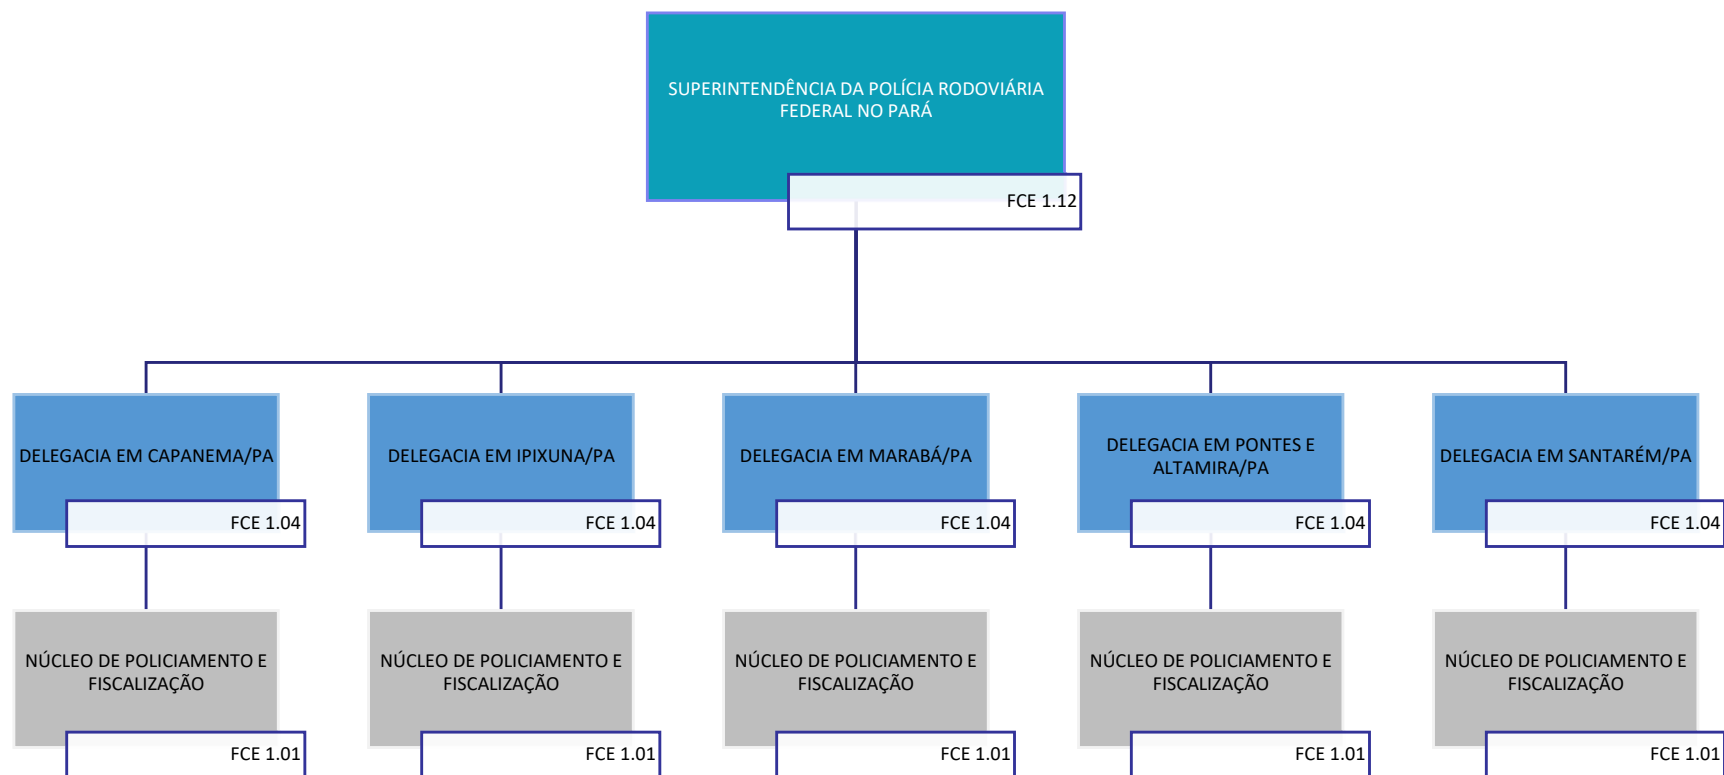 SUPERINTENDÊNCIA DA POLÍCIA RODOVIÁRIA
FEDERAL NO PARÁ
FCE 1.12
DELEGACIA EM CAPANEMA/PA
FCE 1.04
DELEGACIA EM IPIXUNA/PA
FCE 1.04
DELEGACIA EM MARABÁ/PA
FCE 1.04
DELEGACIA EM PONTES E
ALTAMIRA/PA
FCE 1.04
DELEGACIA EM SANTARÉM/PA
FCE 1.04
NÚCLEO DE POLICIAMENTO E
FISCALIZAÇÃO
FCE 1.01
NÚCLEO DE POLICIAMENTO E
FISCALIZAÇÃO
FCE 1.01
NÚCLEO DE POLICIAMENTO E
FISCALIZAÇÃO
FCE 1.01
NÚCLEO DE POLICIAMENTO E
FISCALIZAÇÃO
FCE 1.01
NÚCLEO DE POLICIAMENTO E
FISCALIZAÇÃO
FCE 1.01